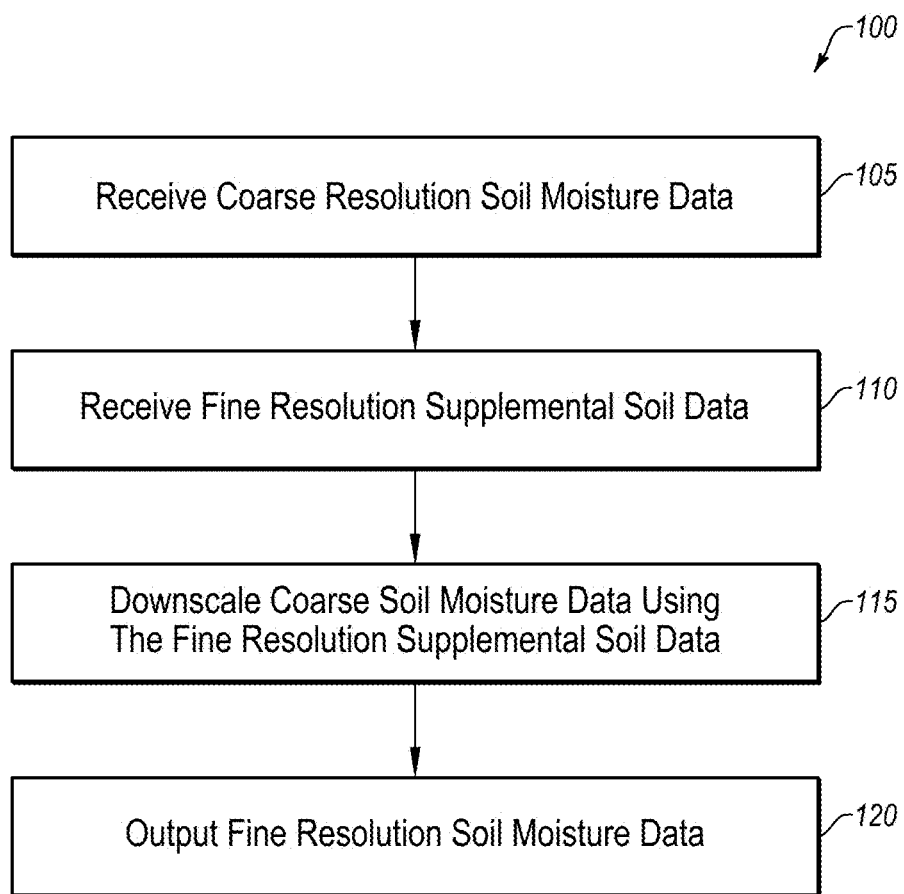 100
Receive Coarse Resolution Soil Moisture Data
105
Receive Fine Resolution Supplemental Soil Data
110
Downscale Coarse Soil Moisture Data Using
The Fine Resolution Supplemental Soil Data
115
Output Fine Resolution Soil Moisture Data
120